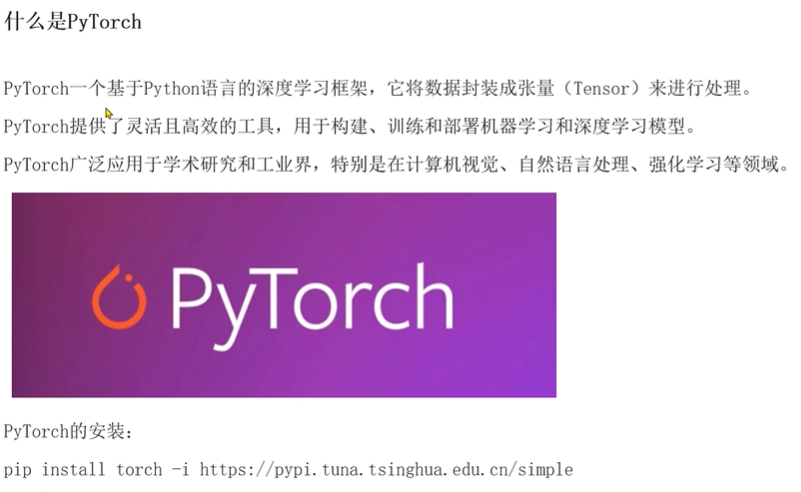 什么是PyTorch
PyTorch一个基于Python语言的深度学习框架，它将数据封装成张量（Tensor）来进行处理。
PyTorch提供了灵活且高效的工具，用于构建、训练和部署机器学习和深度学习模型。
PyTorch广泛应用于学术研究和工业界，特别是在计算机视觉、自然语言处理、强化学习等领域。
PyTorch
PyTorch的安装：
pip install torch -i https://pypi.tuna.tsinghua.edu.cn/simple